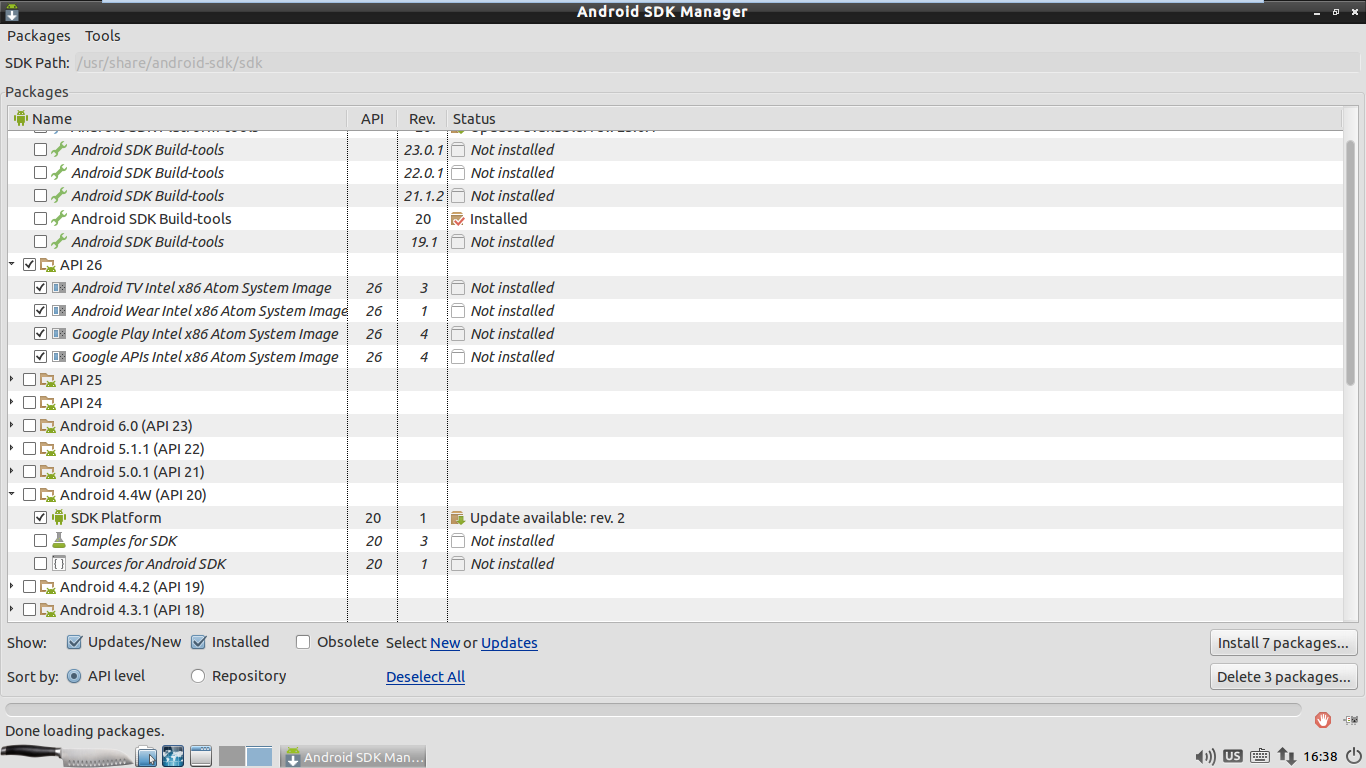 Android SDK Manager
Packages Tools
SDK Path: /usr/share/android-sdk/sdk
Packages
Name API Rev. Status
Android SDK Build-tools 23.0.1 Not installed
Android SDK Build-tools 22.0.1 Not installed
Android SDK Build-tools 21.1.2 Not installed
Android SDK Build-tools 20 Installed
Android SDK Build-tools 19.1 Not installed
API 26
Android TV Intel x86 Atom System Image 26 3 Not installed
Android Wear Intel x86 Atom System Image 26 1 Not installed
Google Play Intel x86 Atom System Image 26 4 Not installed
Google APIs Intel x86 Atom System Image 26 4 Not installed
API 25
API 24
Android 6.0 (API 23)
Android 5.1.1 (API 22)
Android 5.0.1 (API 21)
Android 4.4W (API 20)
SDK Platform 20 1 Update available: rev. 2
Samples for SDK 20 3 Not installed
Sources for Android SDK 20 1 Not installed
Android 4.4.2 (API 19)
Android 4.3.1 (API 18)
Show: Updates/New Installed Obsolete Select New or Updates Install 7 packages...
Sort by: API level Repository Deselect All Delete 3 packages...
Done loading packages.
Android SDK Man... US 16:38